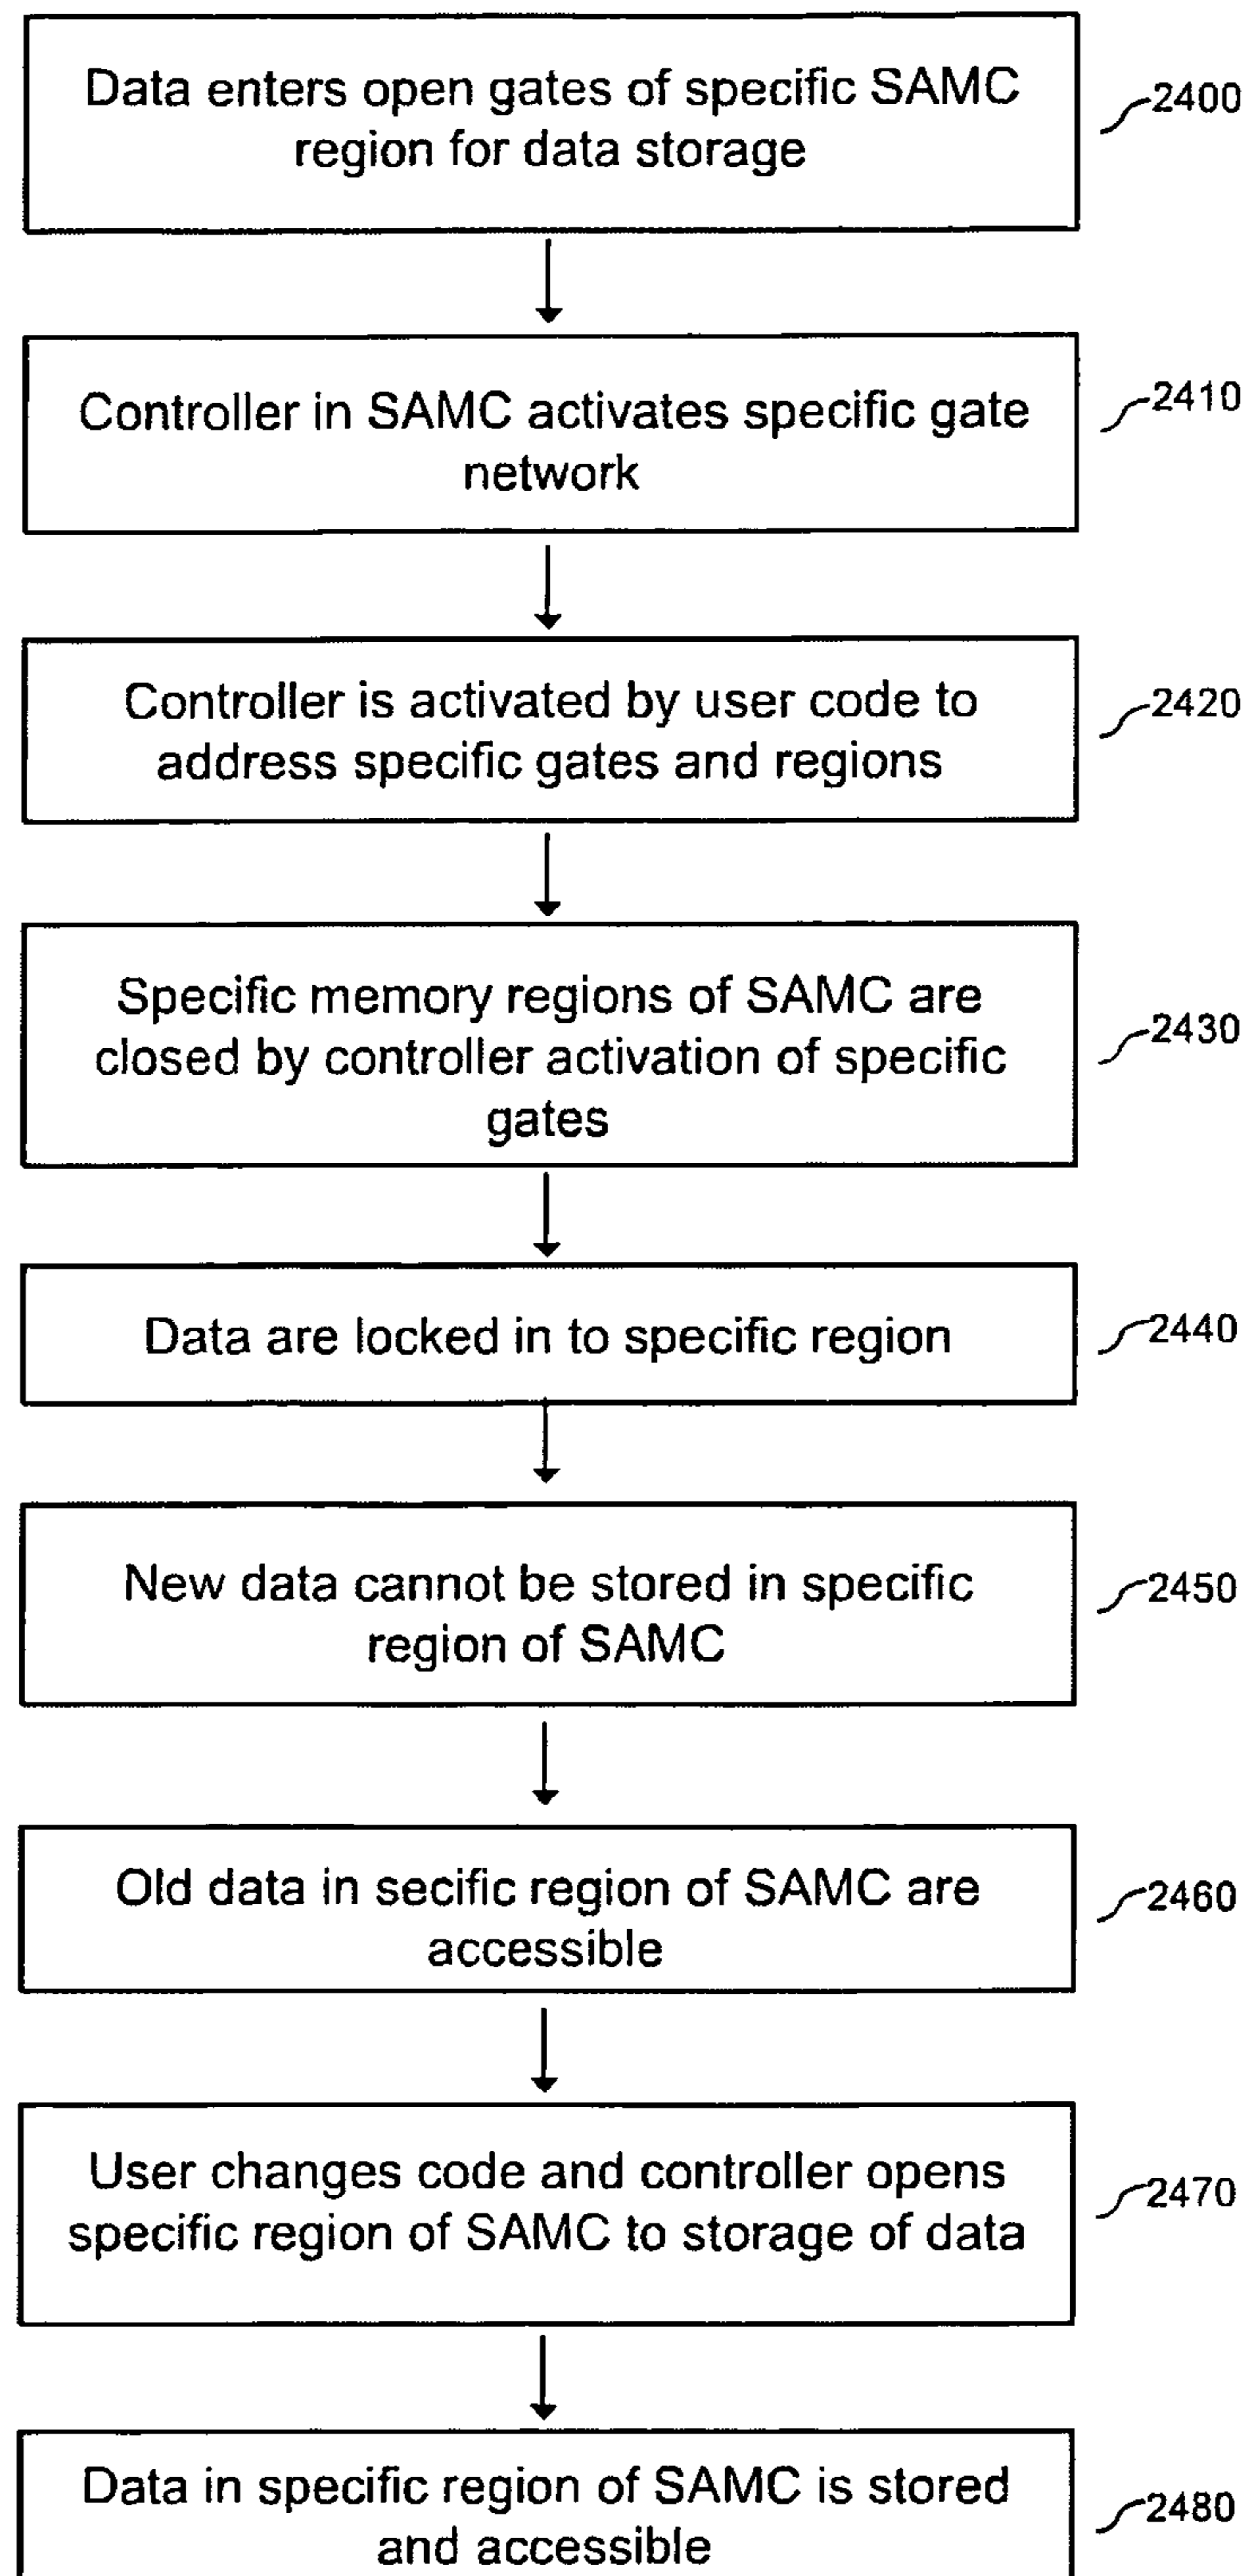 Data enters open gates of specific SAMC
region for data storage
2400
Controller in SAMC activates specific gate
network
2410
Controller is activated by user code to
address specific gates and regions
2420
Specific memory regions of SAMC are
closed by controller activation of specific
gates
2430
Data are locked in to specific region
2440
New data cannot be stored in specific
region of SAMC
2450
Old data in secific region of SAMC are
accessible
2460
User changes code and controller opens
specific region of SAMC to storage of data
2470
Data in specific region of SAMC is stored
and accessible
2480